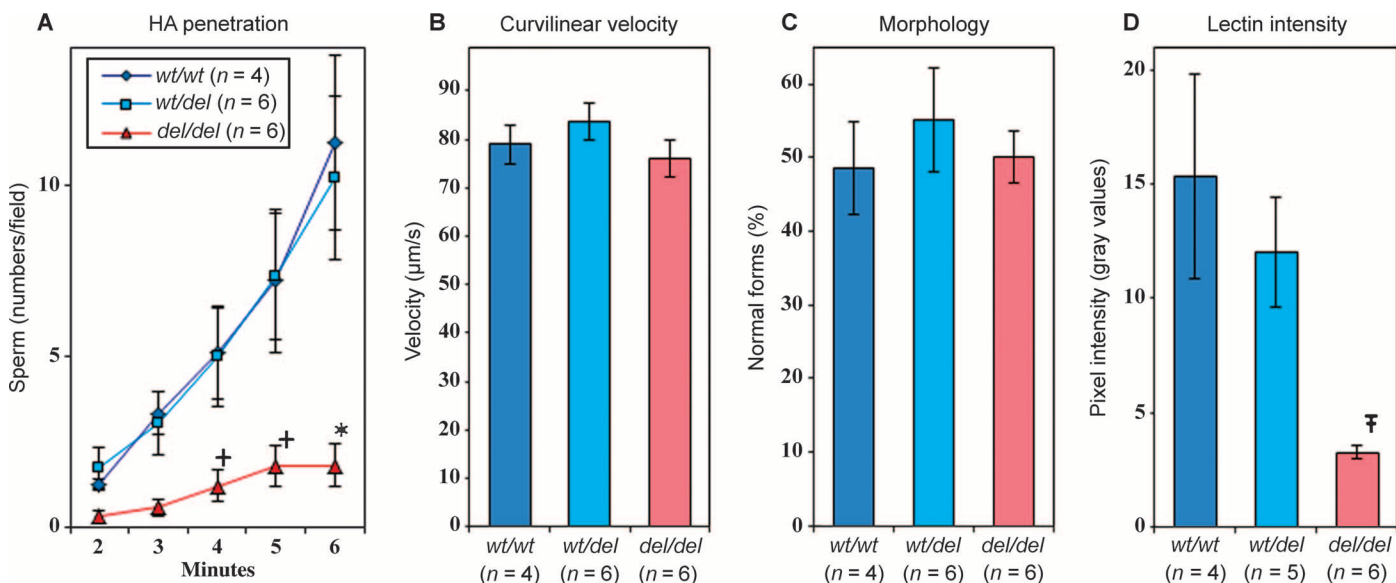 A HA penetration
wt/wt (n = 4)
wt/del (n = 6)
del/del (n = 6)
Sperm (numbers/field)
10
5
0
+
+
*
2 3 4 5 6
Minutes
B Curvilinear velocity
Velocity (μm/s)
90
80
70
60
50
40
30
20
10
0
wt/wt wt/del del/del
(n = 4) (n = 6) (n = 6)
C Morphology
Normal forms (%)
60
50
40
30
20
10
0
wt/wt wt/del del/del
(n = 4) (n = 6) (n = 6)
D Lectin intensity
Pixel intensity (gray values)
20
15
10
5
0
Ŧ
wt/wt wt/del del/del
(n = 4) (n = 5) (n = 6)